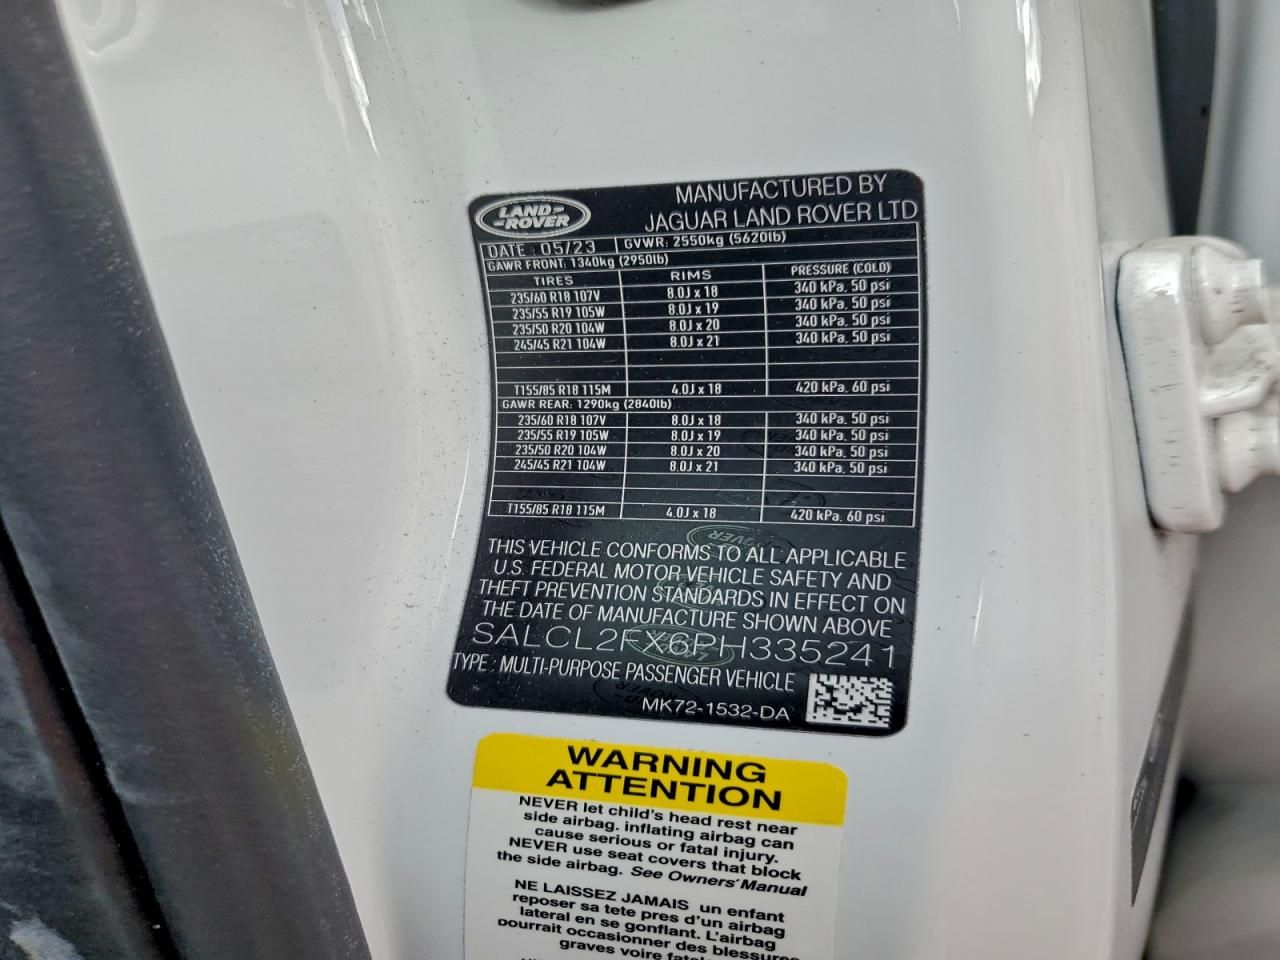 LAND-
-ROVER
MANUFACTURED BY
JAGUAR LAND ROVER LTD
DATE : 05/23 GVWR: 2550kg (5620lb)
GAWR FRONT: 1340kg (2950lb)
TIRES RIMS PRESSURE (COLD)
235/60 R18 107V 8.0J x 18 340 kPa, 50 psi
235/55 R19 105W 8.0J x 19 340 kPa, 50 psi
235/50 R20 104W 8.0J x 20 340 kPa, 50 psi
245/45 R21 104W 8.0J x 21 340 kPa, 50 psi
T155/85 R18 115M 4.0J x 18 420 kPa, 60 psi
GAWR REAR: 1290kg (2840lb)
235/60 R18 107V 8.0J x 18 340 kPa, 50 psi
235/55 R19 105W 8.0J x 19 340 kPa, 50 psi
235/50 R20 104W 8.0J x 20 340 kPa, 50 psi
245/45 R21 104W 8.0J x 21 340 kPa, 50 psi
T155/85 R18 115M 4.0J x 18 420 kPa, 60 psi
THIS VEHICLE CONFORMS TO ALL APPLICABLE
U.S. FEDERAL MOTOR VEHICLE SAFETY AND
THEFT PREVENTION STANDARDS IN EFFECT ON
THE DATE OF MANUFACTURE SHOWN ABOVE
SALCL2FX6PH335241
TYPE : MULTI-PURPOSE PASSENGER VEHICLE
MK72-1532-DA
WARNING
ATTENTION
NEVER let child's head rest near
side airbag. inflating airbag can
cause serious or fatal injury.
NEVER use seat covers that block
the side airbag. See Owners' Manual
NE LAISSEZ JAMAIS un enfant
reposer sa tete pres d'un airbag
lateral en se gonflant. L'airbag
pourrait occasionner des blessures
graves voire